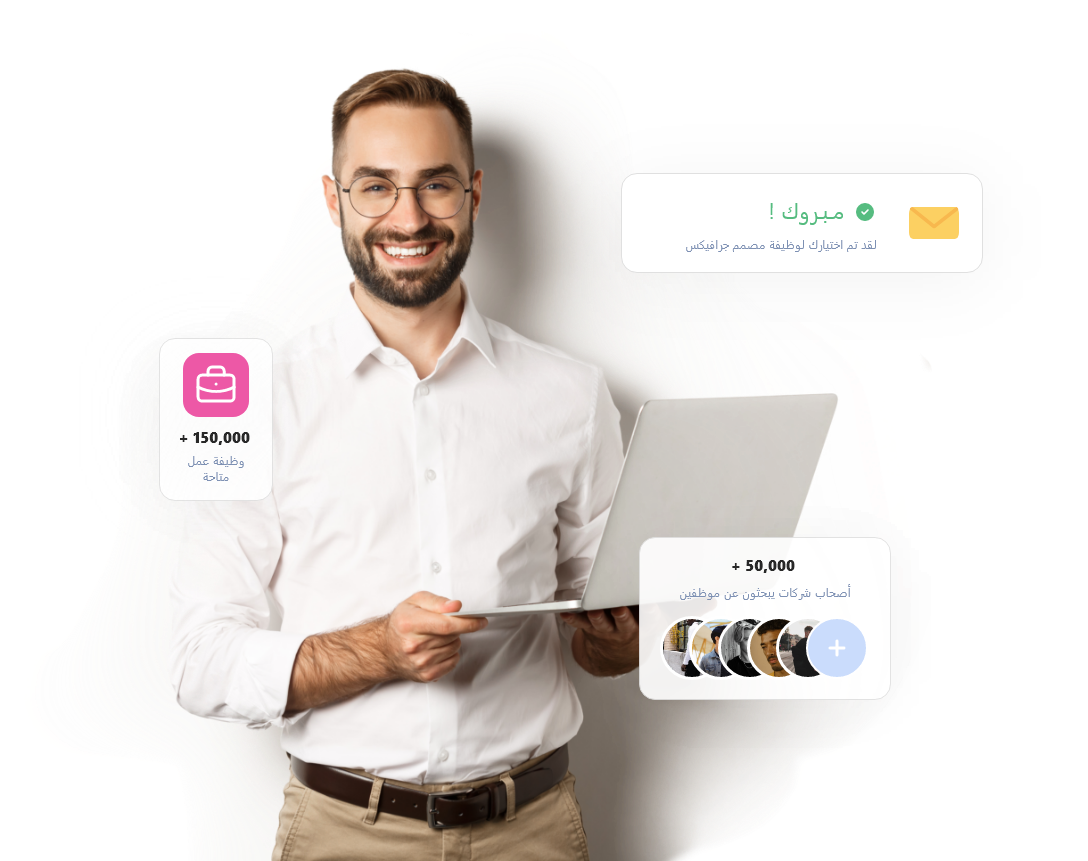 مبروك !
لقد تم اختيارك لوظيفة مصمم جرافيكس
+ 150,000
وظيفة عمل
متاحة
+ 50,000
أصحاب شركات يبحثون عن موظفين